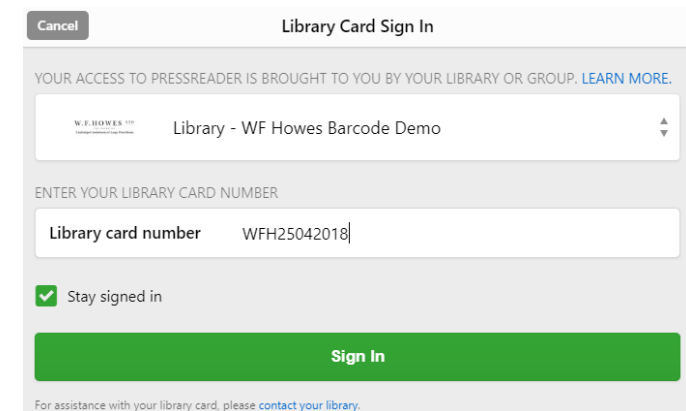 Cancel
Library Card Sign In
YOUR ACCESS TO PRESSREADER IS BROUGHT TO YOU BY YOUR LIBRARY OR GROUP. LEARN MORE.
W.F.HOWES LTD
Library - WF Howes Barcode Demo
ENTER YOUR LIBRARY CARD NUMBER
Library card number WFH25042018
Stay signed in
Sign In
For assistance with your library card, please contact your library.